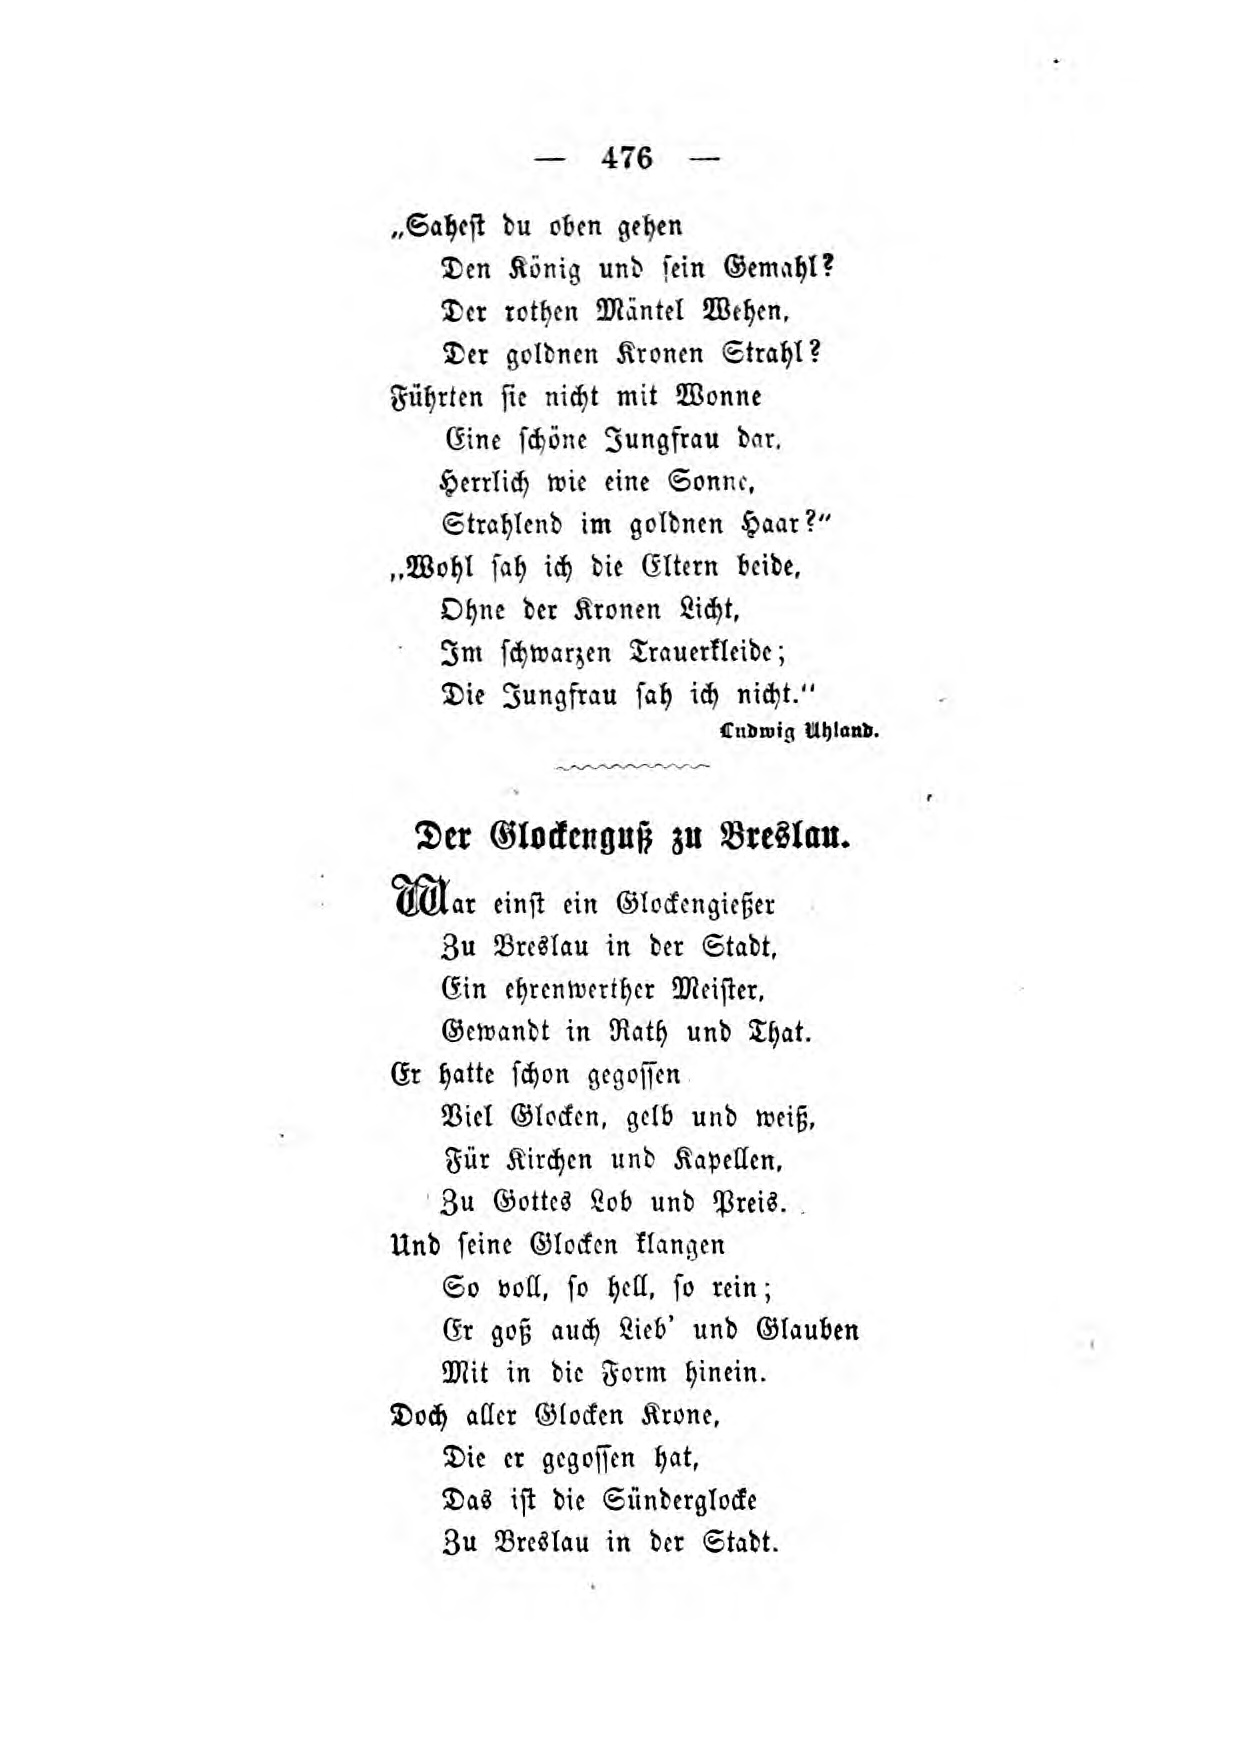 — 476 —
„Sahest du oben gehen
Den König und sein Gemahl?
Der rothen Mäntel Wehen,
Der goldnen Kronen Strahl?
Führten sie nicht mit Wonne
Eine schöne Jungfrau dar,
Herrlich wie eine Sonne,
Strahlend im goldnen Haar?“
„Wohl sah ich die Eltern beide,
Ohne der Kronen Licht,
Im schwarzen Trauerkleide;
Die Jungfrau sah ich nicht.“
Ludwig Uhland.
Der Glockenguß zu Breslau.
War einst ein Glockengießer
Zu Breslau in der Stadt,
Ein ehrenwerther Meister,
Gewandt in Rath und That.
Er hatte schon gegossen
Viel Glocken, gelb und weiß,
Für Kirchen und Kapellen,
Zu Gottes Lob und Preis.
Und seine Glocken klangen
So voll, so hell, so rein;
Er goß auch Lieb' und Glauben
Mit in die Form hinein.
Doch aller Glocken Krone,
Die er gegossen hat,
Das ist die Sünderglocke
Zu Breslau in der Stadt.